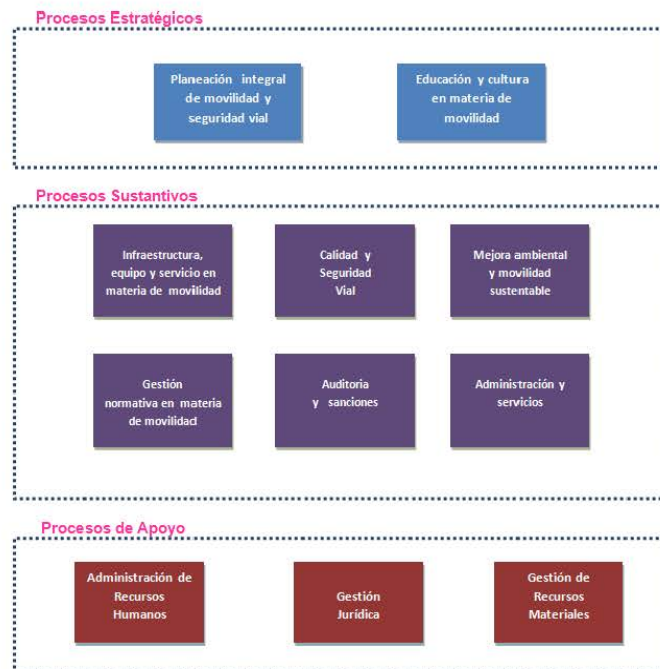 Procesos Estratégicos
Planeación integral
de movilidad y
seguridad vial
Educación y cultura
en materia de
movilidad
Procesos Sustantivos
Infraestructura,
equipo y servicio en
materia de movilidad
Calidad y
Seguridad
Vial
Mejora ambiental
y movilidad
sustentable
Gestión
normativa en materia
de movilidad
Auditoria
y sanciones
Administración y
servicios
Procesos de Apoyo
Administración de
Recursos
Humanos
Gestión
Jurídica
Gestión de
Recursos
Materiales